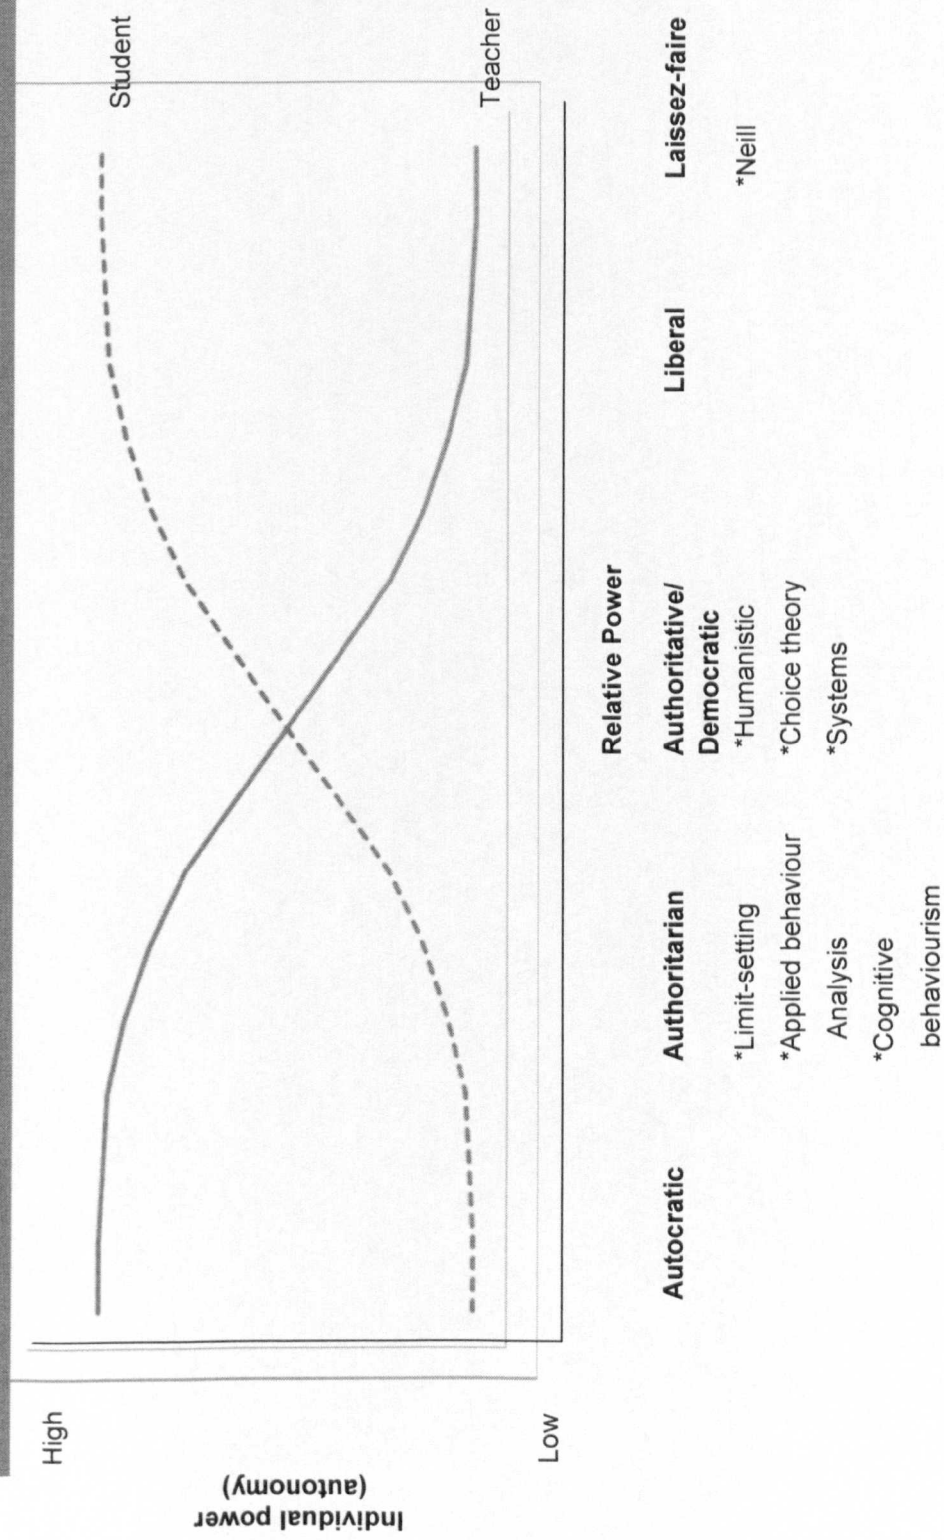 High
Individual power
(autonomy)
Low
Student
Teacher
Relative Power
Autocratic
Authoritarian
*Limit-setting
*Applied behaviour
Analysis
*Cognitive
behaviourism
Authoritative/
Democratic
*Humanistic
*Choice theory
*Systems
Liberal
Laissez-faire
*Neill